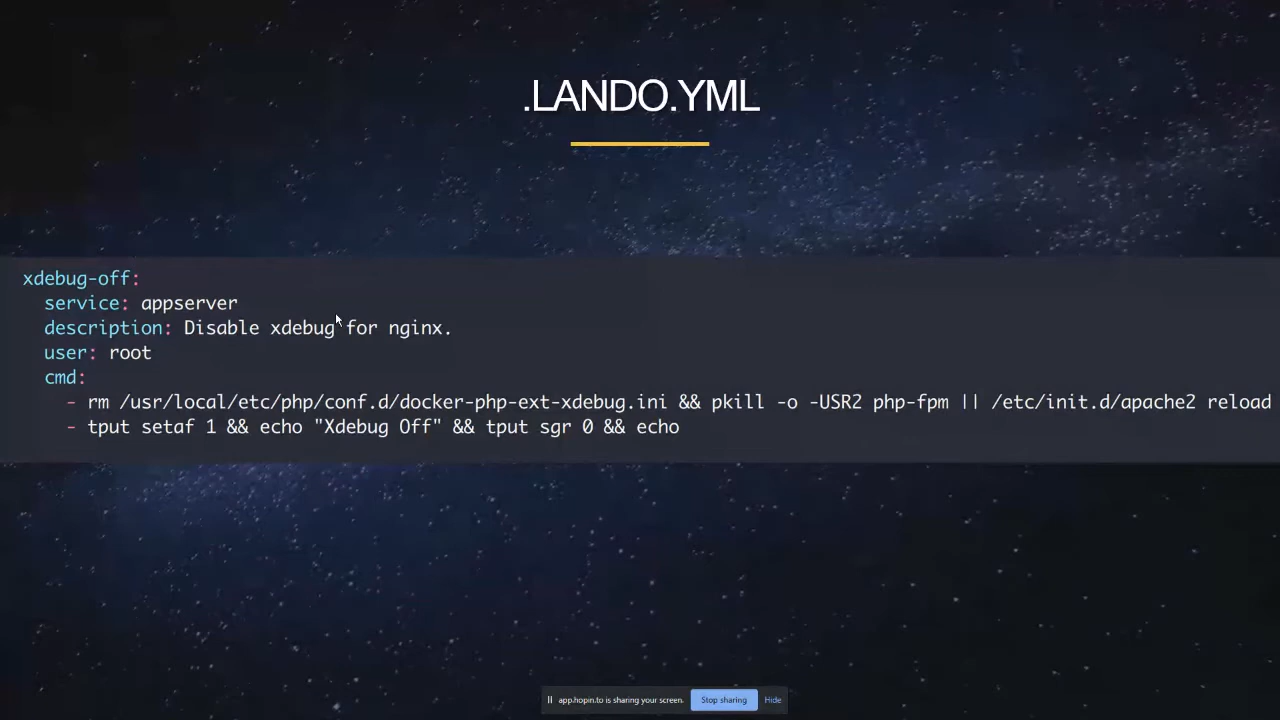 .LANDO.YML
xdebug-off:
service: appserver
description: Disable xdebug for nginx.
user: root
cmd:
- rm /usr/local/etc/php/conf.d/docker-php-ext-xdebug.ini && pkill -o -USR2 php-fpm || /etc/init.d/apache2 reload
- tput setaf 1 && echo "Xdebug Off" && tput sgr 0 && echo
app.hopin.to is sharing your screen. Stop sharing Hide